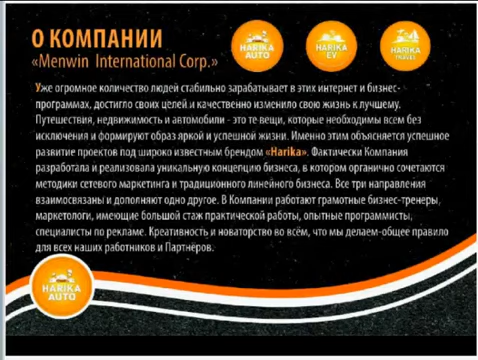 О КОМПАНИИ
«Menwin International Corp.»
HARIKA AUTO
HARIKA EV
HARIKA TRAVEL
Уже огромное количество людей стабильно зарабатывает в этих интернет и бизнес-
программах, достигло своих целей и качественно изменило свою жизнь к лучшему.
Путешествия, недвижимость и автомобили - это те вещи, которые необходимы всем без
исключения и формируют образ яркой и успешной жизни. Именно этим объясняется успешное
развитие проектов под широко известным брендом «Harika». Фактически Компания
разработала и реализовала уникальную концепцию бизнеса, в котором органично сочетаются
методики сетевого маркетинга и традиционного линейного бизнеса. Все три направления
взаимосвязаны и дополняют одно другое. В Компании работают грамотные бизнес-тренеры,
маркетологи, имеющие большой стаж практической работы, опытные программисты,
специалисты по рекламе. Креативность и новаторство во всём, что мы делаем-общее правило
для всех наших работников и Партнёров.
HARIKA
AUTO